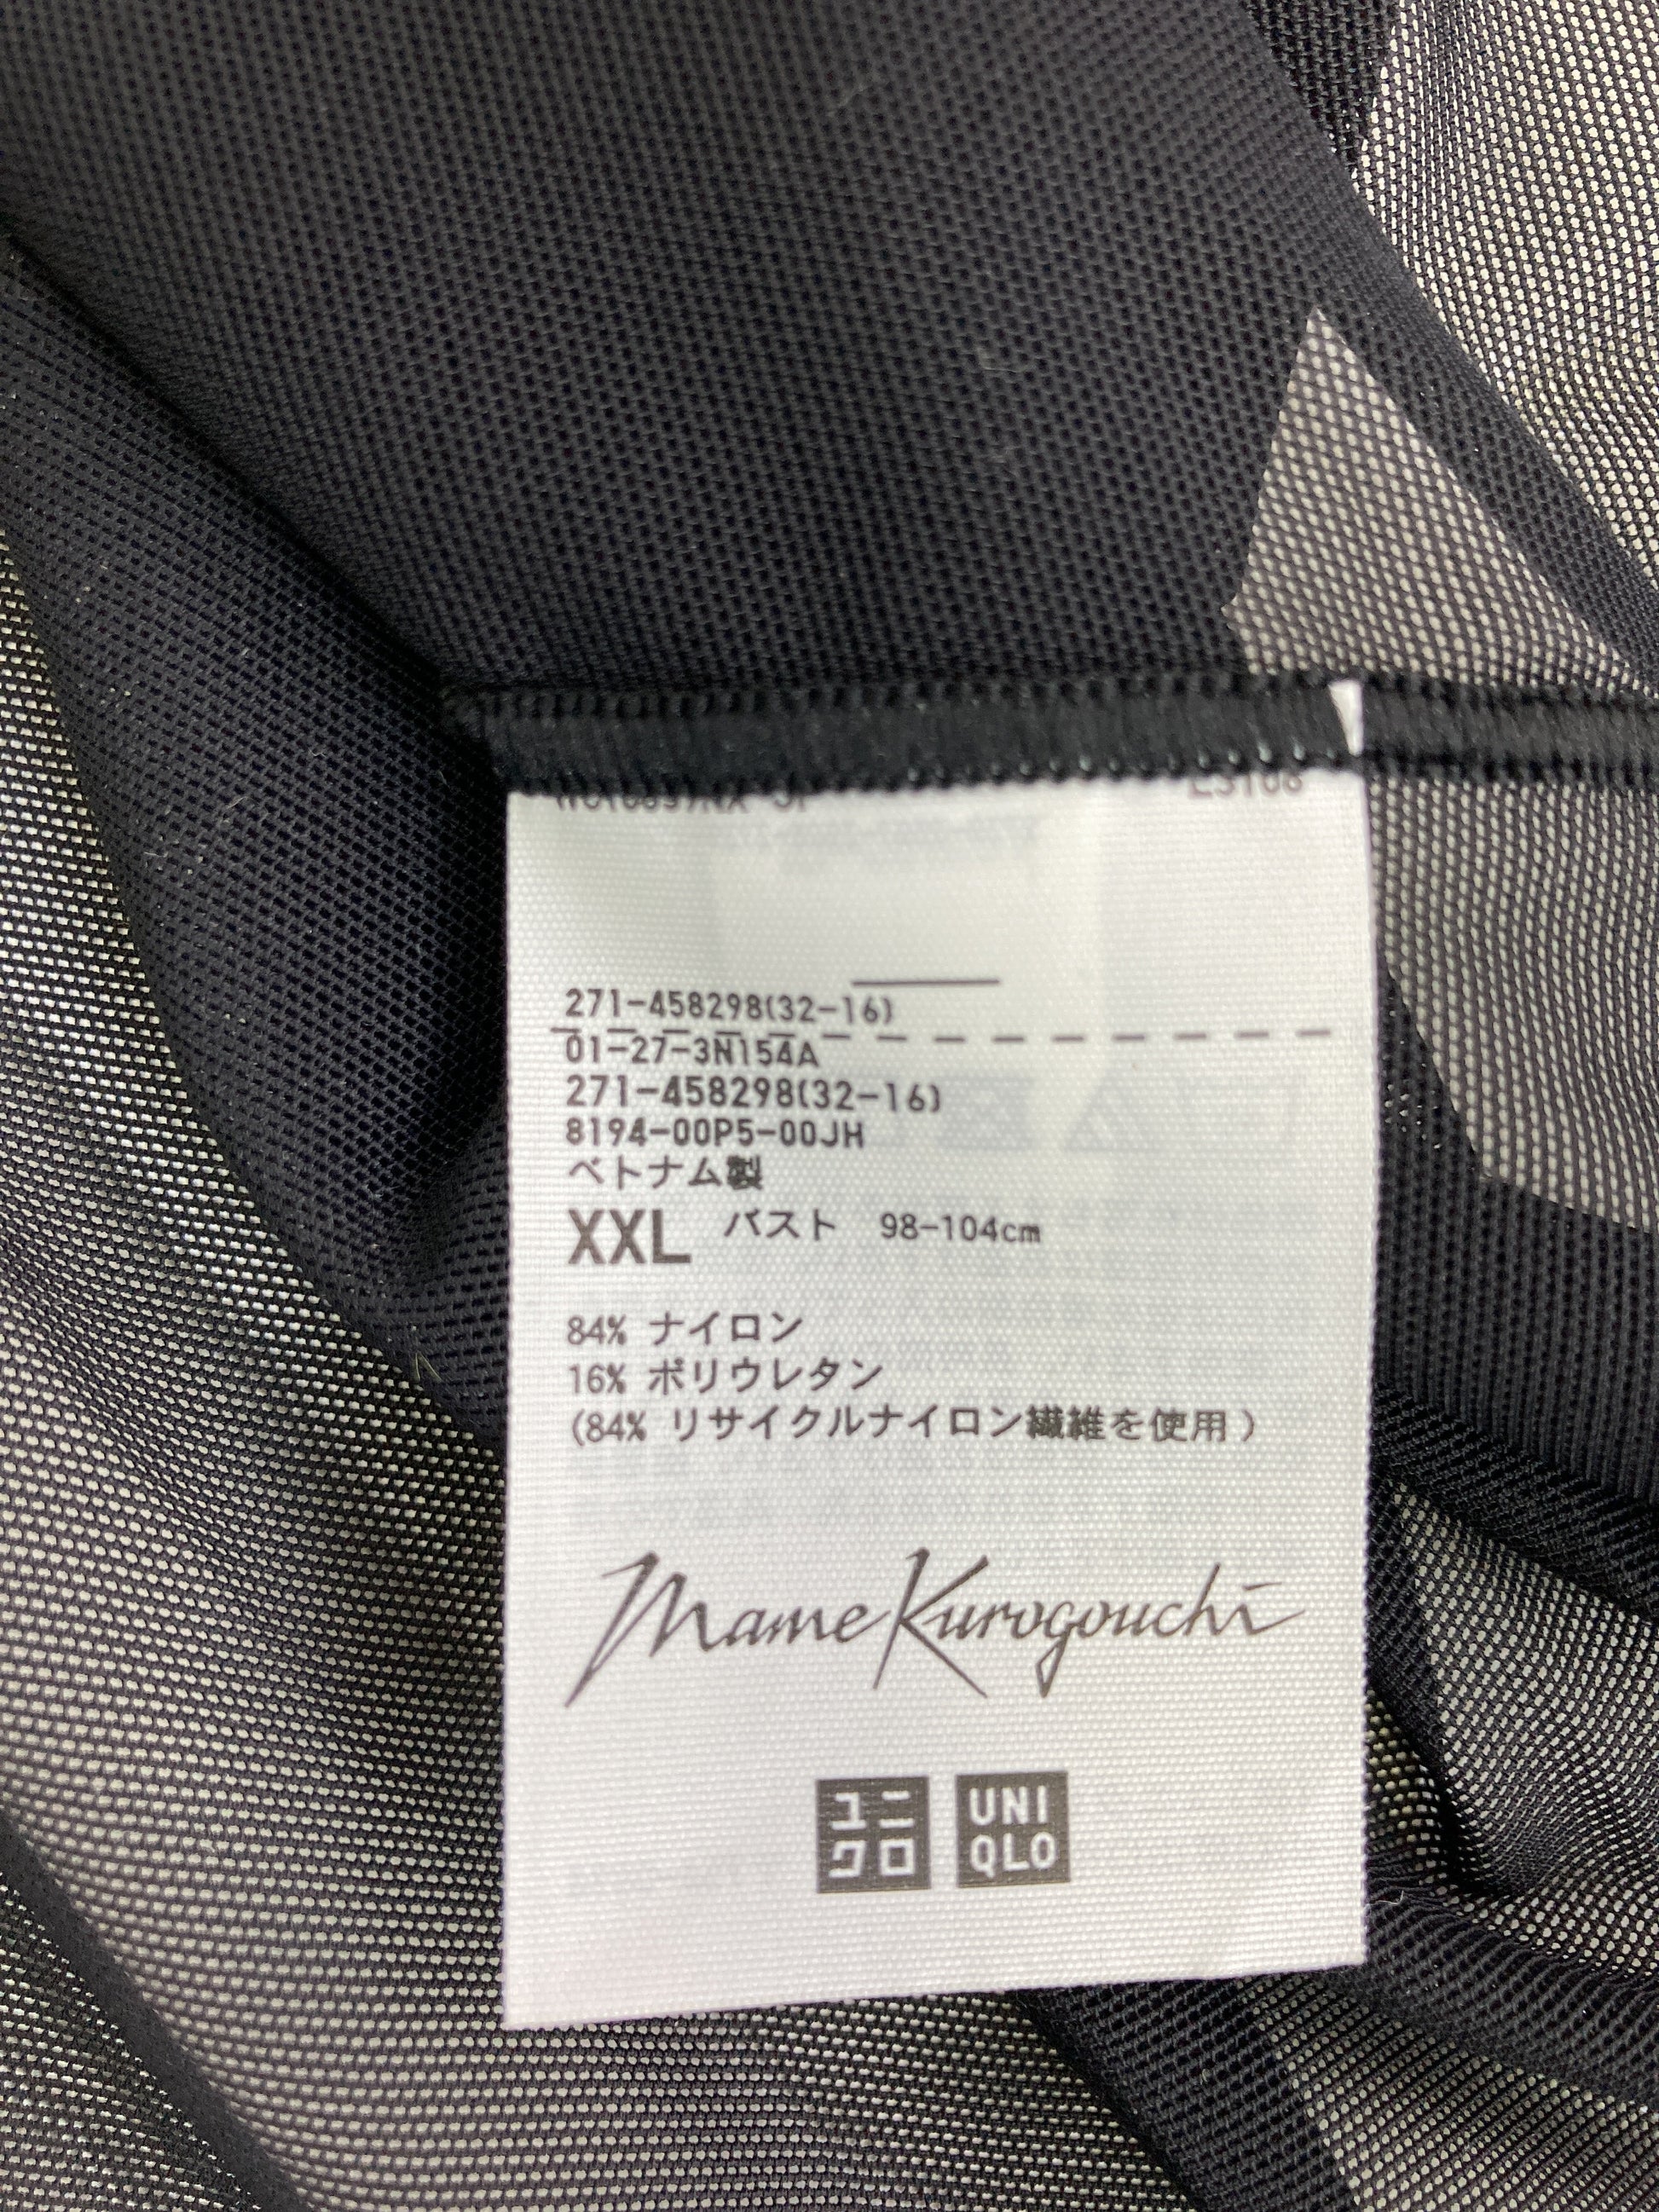 271-458298(32-16)
01-27-3N154A
271-458298(32-16)
8194-00P5-00JH
ベトナム製
XXL バスト 98-104cm
84% ナイロン
16% ポリウレタン
(84% リサイクルナイロン繊維を使用)
Mame Kurogouchi
ユニ
クロ
UNI
QLO